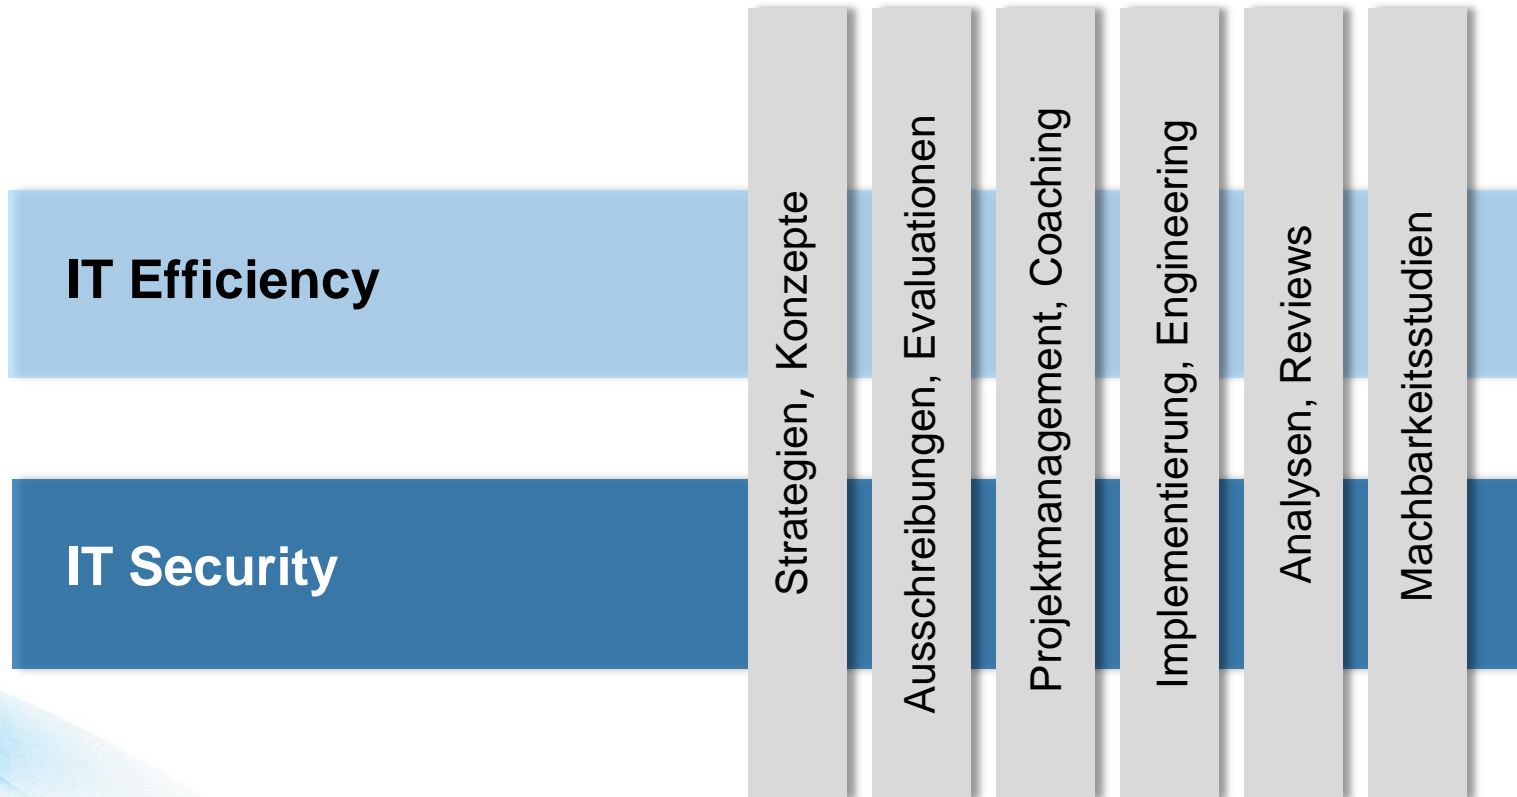 IT Efficiency
IT Security
Strategien, Konzepte
Ausschreibungen, Evaluationen
Projektmanagement, Coaching
Implementierung, Engineering
Analysen, Reviews
Machbarkeitsstudien